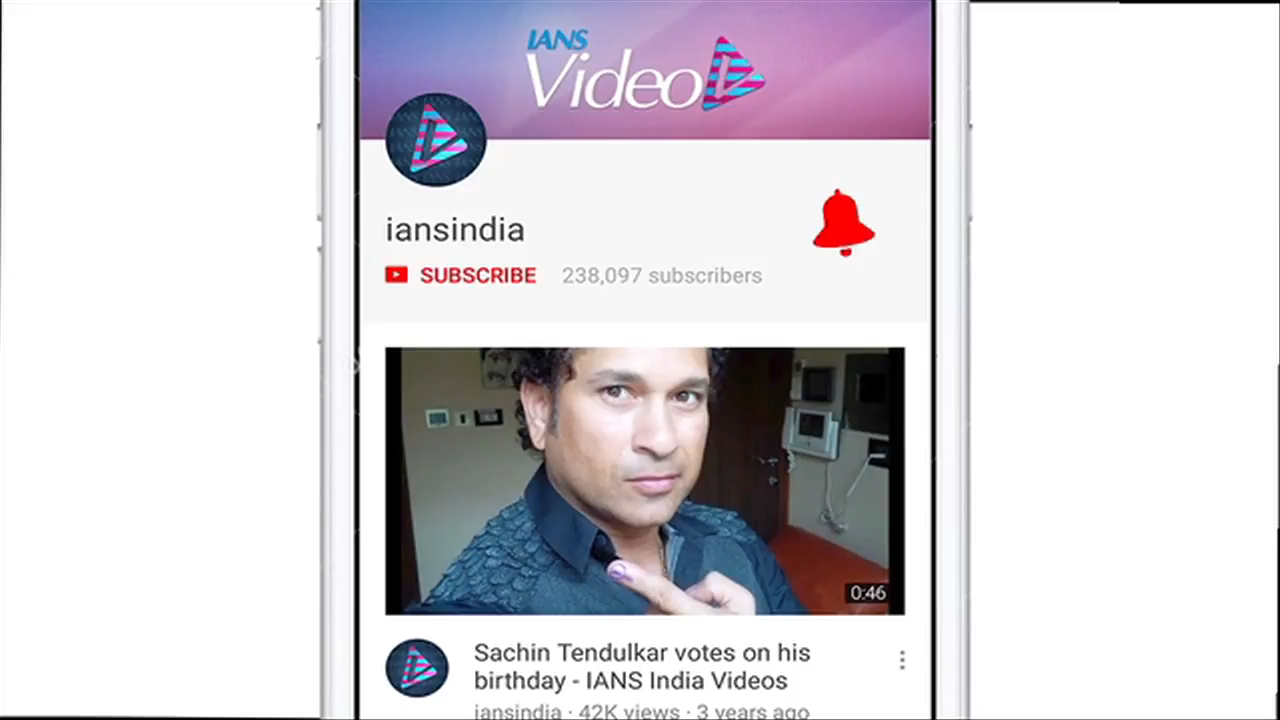 IANS
Video
iansindia
SUBSCRIBE 238,097 subscribers
0:46
Sachin Tendulkar votes on his
birthday - IANS India Videos
iansindia · 42K views · 3 years ago